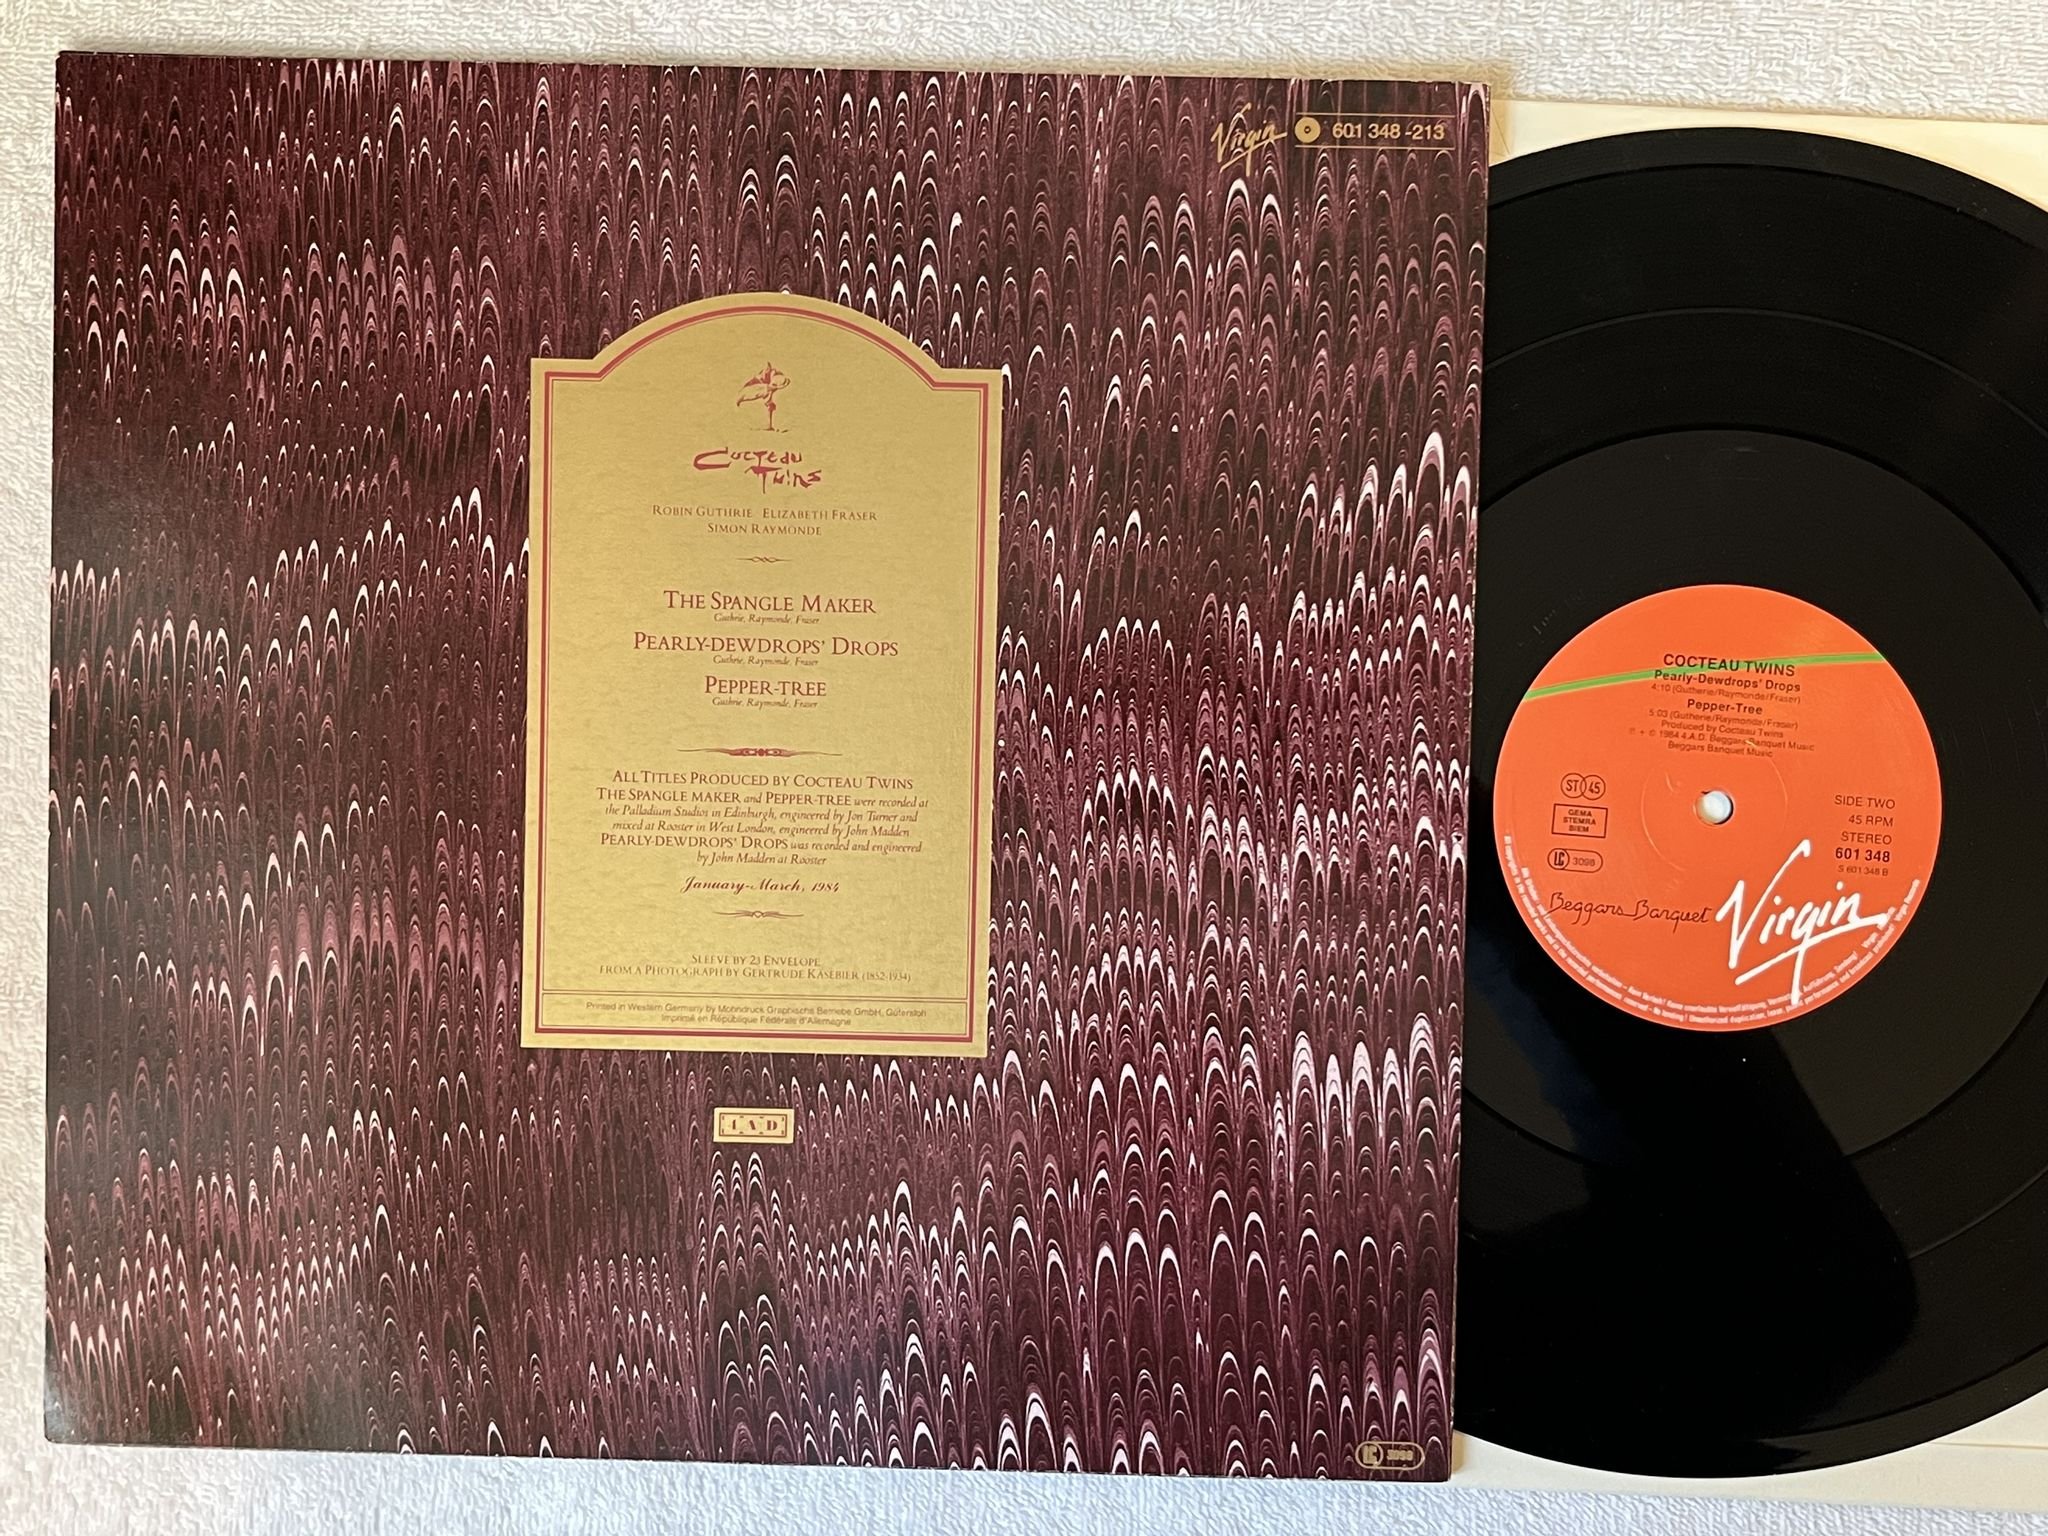 Virgin 601 348-213
Cocteau Twins
ROBIN GUTHRIE ELIZABETH FRASER
SIMON RAYMONDE
THE SPANGLE MAKER
Guthrie, Raymonde, Fraser
PEARLY-DEWDROPS' DROPS
Guthrie, Raymonde, Fraser
PEPPER-TREE
Guthrie, Raymonde, Fraser
ALL TITLES PRODUCED BY COCTEAU TWINS
THE SPANGLE MAKER and PEPPER-TREE were recorded at
the Palladium Studios in Edinburgh, engineered by Jon Turner and
mixed at Rooster in West London, engineered by John Madden
PEARLY-DEWDROPS' DROPS was recorded and engineered
by John Madden at Rooster
January-March, 1984
SLEEVE BY 23 ENVELOPE
FROM A PHOTOGRAPH BY GERTRUDE KÄSEBIER (1852-1934)
Printed in Western Germany by Mohndruck Graphische Betriebe GmbH, Gütersloh
Imprimé en République Fédérale d'Allemagne
4AD
LC 3098
COCTEAU TWINS
Pearly-Dewdrops' Drops
4:10 (Gutherie/Raymonde/Fraser)
Pepper-Tree
5:03 (Gutherie/Raymonde/Fraser)
Produced by Cocteau Twins
℗ + © 1984 4.A.D. Beggars Banquet Music
Beggars Banquet Music
ST 45
GEMA
STEMRA
BIEM
LC 3098
SIDE TWO
45 RPM
STEREO
601 348
S 601 348 B
Beggars Banquet
Virgin